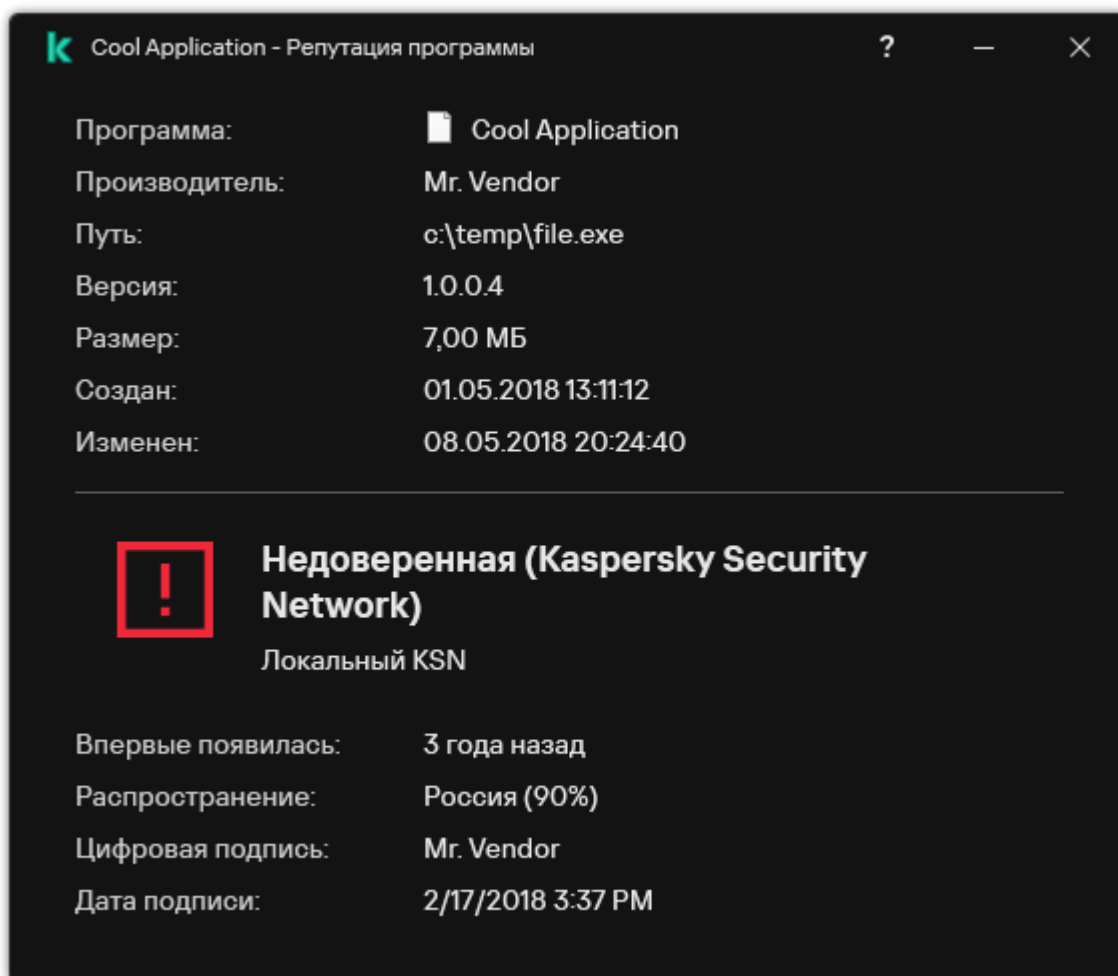 Cool Application - Репутация программы ?
Программа: Cool Application
Производитель: Mr. Vendor
Путь: c:\temp\file.exe
Версия: 1.0.0.4
Размер: 7,00 МБ
Создан: 01.05.2018 13:11:12
Изменен: 08.05.2018 20:24:40
Недоверенная (Kaspersky Security
Network)
Локальный KSN
Впервые появилась: 3 года назад
Распространение: Россия (90%)
Цифровая подпись: Mr. Vendor
Дата подписи: 2/17/2018 3:37 PM